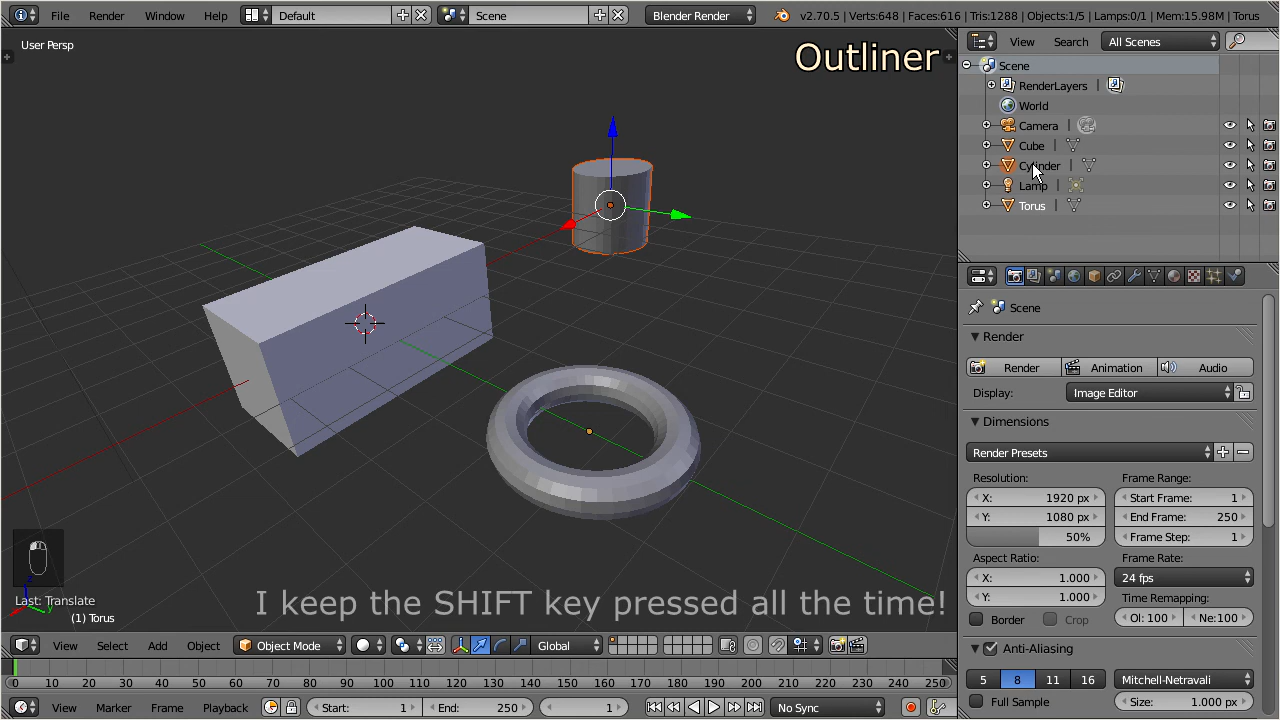 File Render Window Help Default Scene Blender Render v2.70.5 | Verts:648 | Faces:616 | Tris:1288 | Objects:1/5 | Lamps:0/1 | Mem:15.98M | Torus
User Persp
Outliner
View Search All Scenes
Scene
RenderLayers
World
Camera
Cube
Cylinder
Lamp
Torus
Scene
Render
Render Animation Audio
Display: Image Editor
Dimensions
Render Presets
Resolution: Frame Range:
X: 1920 px Start Frame: 1
Y: 1080 px End Frame: 250
50% Frame Step: 1
Aspect Ratio: Frame Rate:
X: 1.000 24 fps
Y: 1.000 Time Remapping:
Border Crop Ol: 100 Ne:100
Anti-Aliasing
5 8 11 16 Mitchell-Netravali
Full Sample Size: 1.000 px
I keep the SHIFT key pressed all the time!
Last: Translate
(1) Torus
z
y
View Select Add Object Object Mode Global
0 10 20 30 40 50 60 70 80 90 100 110 120 130 140 150 160 170 180 190 200 210 220 230 240 250
View Marker Frame Playback Start: 1 End: 250 1 No Sync